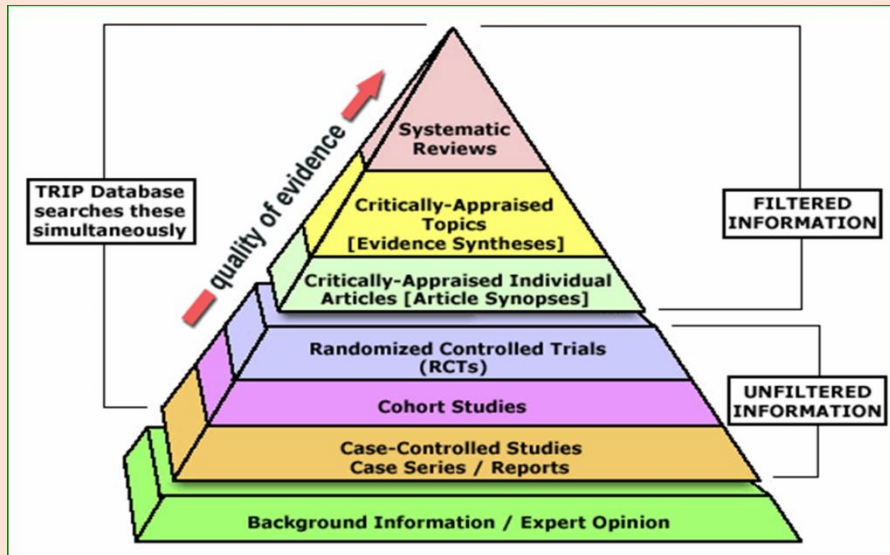 Systematic
Reviews
quality of evidence
TRIP Database
searches these
simultaneously
Critically-Appraised
Topics
[Evidence Syntheses]
FILTERED
INFORMATION
Critically-Appraised Individual
Articles [Article Synopses]
Randomized Controlled Trials
(RCTs)
UNFILTERED
INFORMATION
Cohort Studies
Case-Controlled Studies
Case Series / Reports
Background Information / Expert Opinion